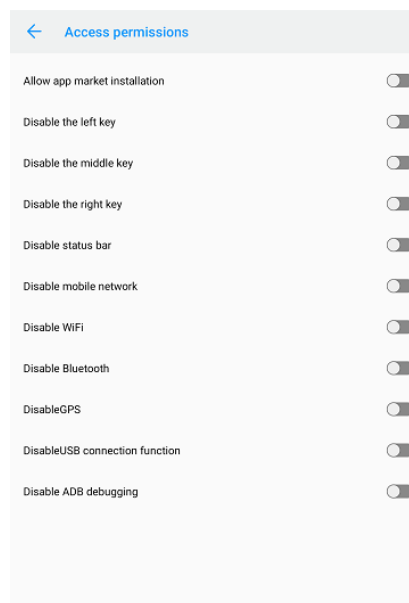 Access permissions
Allow app market installation
Disable the left key
Disable the middle key
Disable the right key
Disable status bar
Disable mobile network
Disable WiFi
Disable Bluetooth
DisableGPS
DisableUSB connection function
Disable ADB debugging